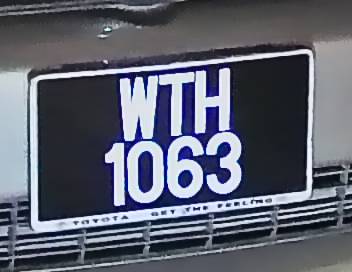 WTH
1063
TOYOTA GET THE FEELING